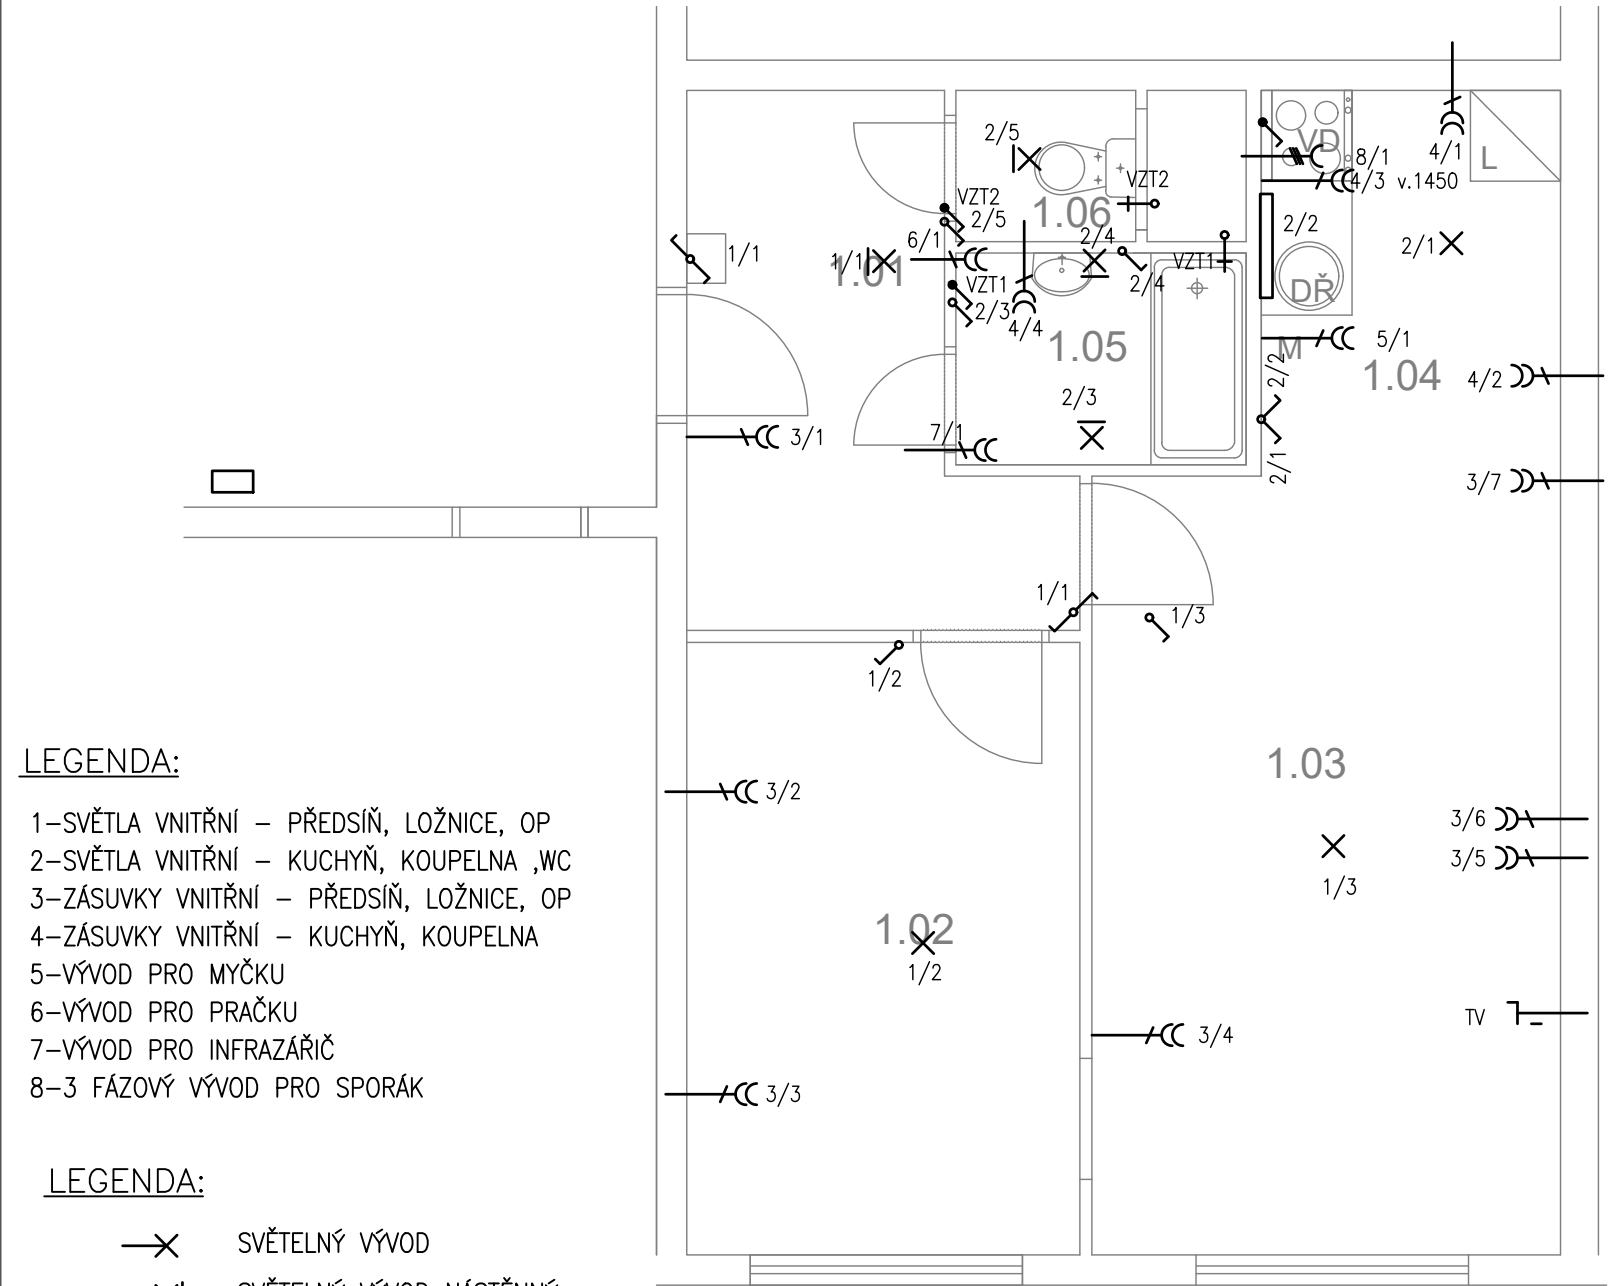 2/5
VD
8/1
4/1
L
4/3 v.1450
VZT2
VZT2
2/5
1.06
2/2
6/1
2/4
2/1
1/1
1/1
1.01
VZT1
VZT1
2/4
DŘ
2/3
4/4
1.05
M
5/1
2/2
1.04
4/2
2/3
3/1
7/1
2/1
3/7
1/1
1/3
1/2
1.03
3/2
3/6
3/5
1/3
1.02
1/2
TV
3/4
3/3
LEGENDA:
1-SVĚTLA VNITŘNÍ – PŘEDSÍŇ, LOŽNICE, OP
2-SVĚTLA VNITŘNÍ – KUCHYŇ, KOUPELNA ,WC
3-ZÁSUVKY VNITŘNÍ – PŘEDSÍŇ, LOŽNICE, OP
4-ZÁSUVKY VNITŘNÍ – KUCHYŇ, KOUPELNA
5-VÝVOD PRO MYČKU
6-VÝVOD PRO PRAČKU
7-VÝVOD PRO INFRAZÁŘIČ
8-3 FÁZOVÝ VÝVOD PRO SPORÁK
LEGENDA:
SVĚTELNÝ VÝVOD